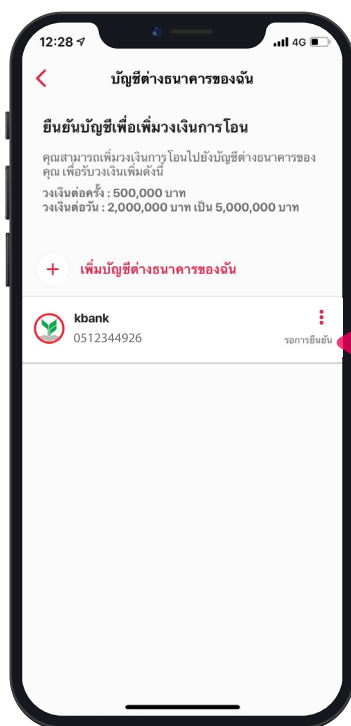 12:28 4G
บัญชีต่างธนาคารของฉัน
ยืนยันบัญชีเพื่อเพิ่มวงเงินการโอน
คุณสามารถเพิ่มวงเงินการโอนไปยังบัญชีต่างธนาคารของ
คุณ เพื่อรับวงเงินเพิ่มดังนี้
วงเงินต่อครั้ง : 500,000 บาท
วงเงินต่อวัน : 2,000,000 บาท เป็น 5,000,000 บาท
+ เพิ่มบัญชีต่างธนาคารของฉัน
kbank
0512344926
รอการยืนยัน